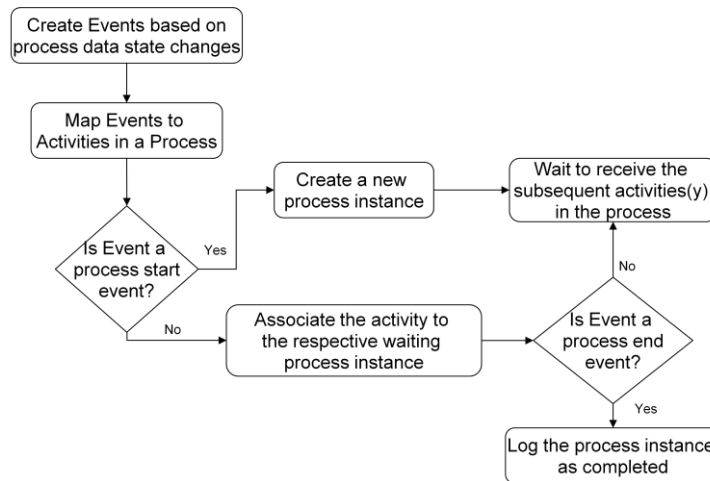 Create Events based on
process data state changes
Map Events to
Activities in a Process
Is Event a
process start
event?
Yes
Create a new
process instance
Wait to receive the
subsequent activities(y)
in the process
No
Associate the activity to
the respective waiting
process instance
Is Event a
process end
event?
No
Yes
Log the process instance
as completed